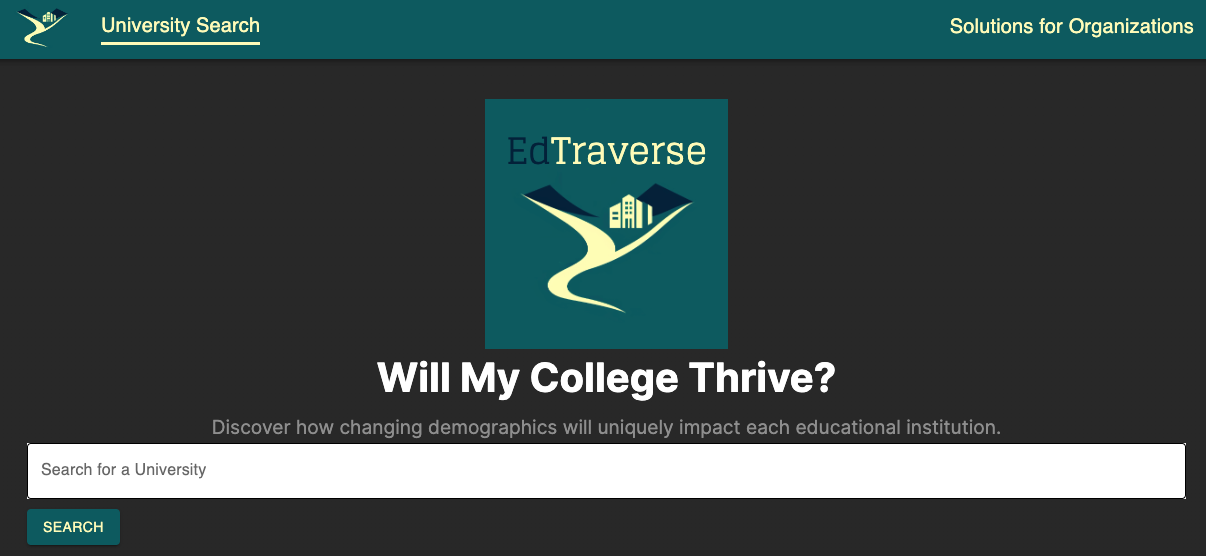 University Search
Solutions for Organizations
EdTraverse
Will My College Thrive?
Discover how changing demographics will uniquely impact each educational institution.
Search for a University
SEARCH